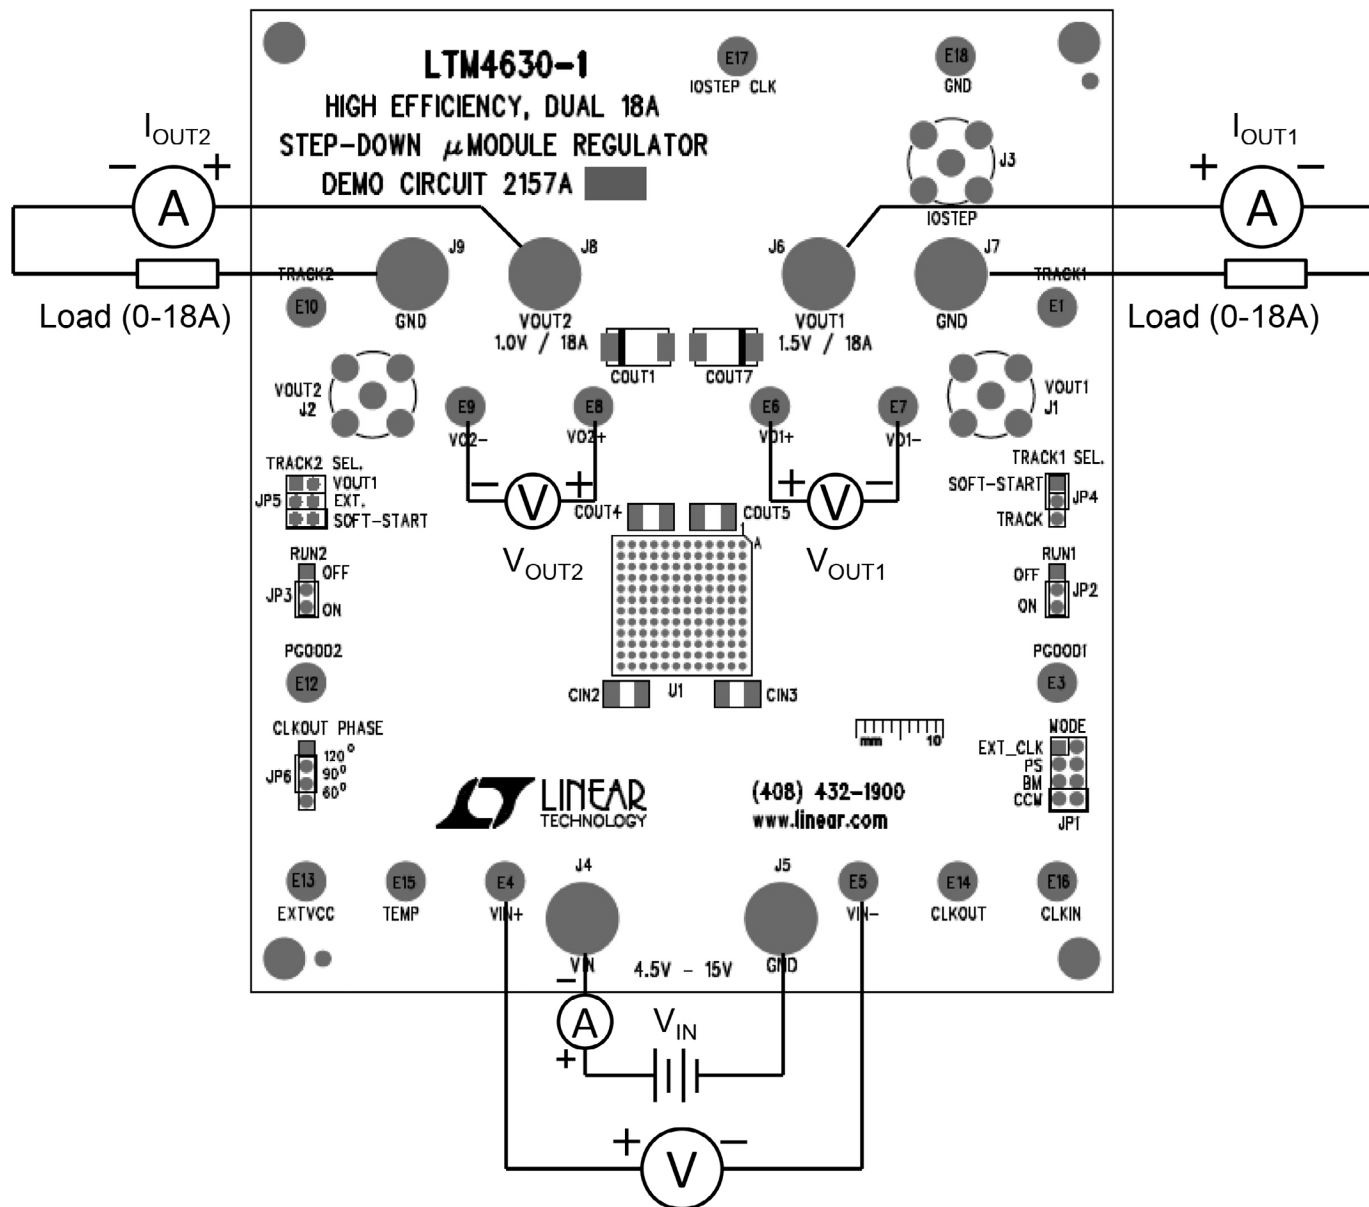 LTM4630-1
HIGH EFFICIENCY, DUAL 18A
STEP-DOWN μMODULE REGULATOR
DEMO CIRCUIT 2157A
E17
IOSTEP CLK
E18
GND
J3
IOSTEP
IOUT2
- +
A
Load (0-18A)
IOUT1
+ -
A
Load (0-18A)
TRACK2
E10
J9
GND
J8
VOUT2
1.0V / 18A
J6
VOUT1
1.5V / 18A
J7
GND
TRACK1
E1
COUT1
COUT7
VOUT2
J2
E9
VO2-
E8
VO2+
E6
VO1+
E7
VO1-
VOUT1
J1
- V +
VOUT2
+ V -
VOUT1
TRACK2 SEL.
VOUT1
JP5 EXT.
SOFT-START
TRACK1 SEL.
SOFT-START
JP4
TRACK
COUT4
COUT5
1
A
U1
RUN2
OFF
JP3
ON
RUN1
OFF
JP2
ON
PGOOD2
E12
PGOOD1
E3
CIN2
CIN3
CLKOUT PHASE
120°
JP6 90°
60°
mm 10
MODE
EXT_CLK
PS
BM
CCM
JP1
LINEAR
TECHNOLOGY
(408) 432-1900
www.linear.com
E13
EXTVCC
E15
TEMP
E4
VIN+
J4
VIN
4.5V - 15V
J5
GND
E5
VIN-
E14
CLKOUT
E16
CLKIN
-
A
+
VIN
+ V -